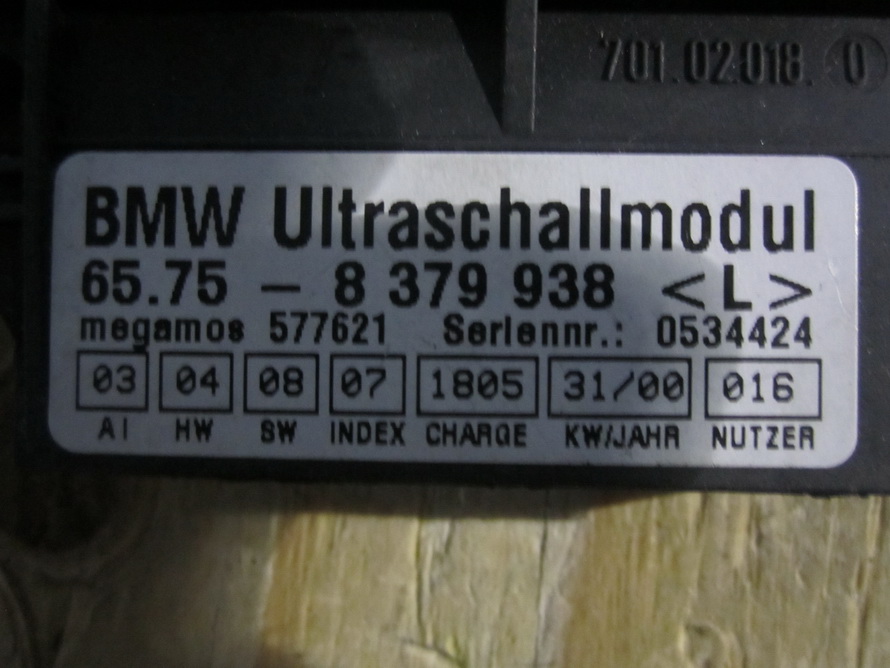 701.02.018. 0
BMW Ultraschallmodul
65.75 – 8 379 938 <L>
megamos 577621 Seriennr.: 0534424
03 04 08 07 1805 31/00 016
AI HW SW INDEX CHARGE KW/JAHR NUTZER